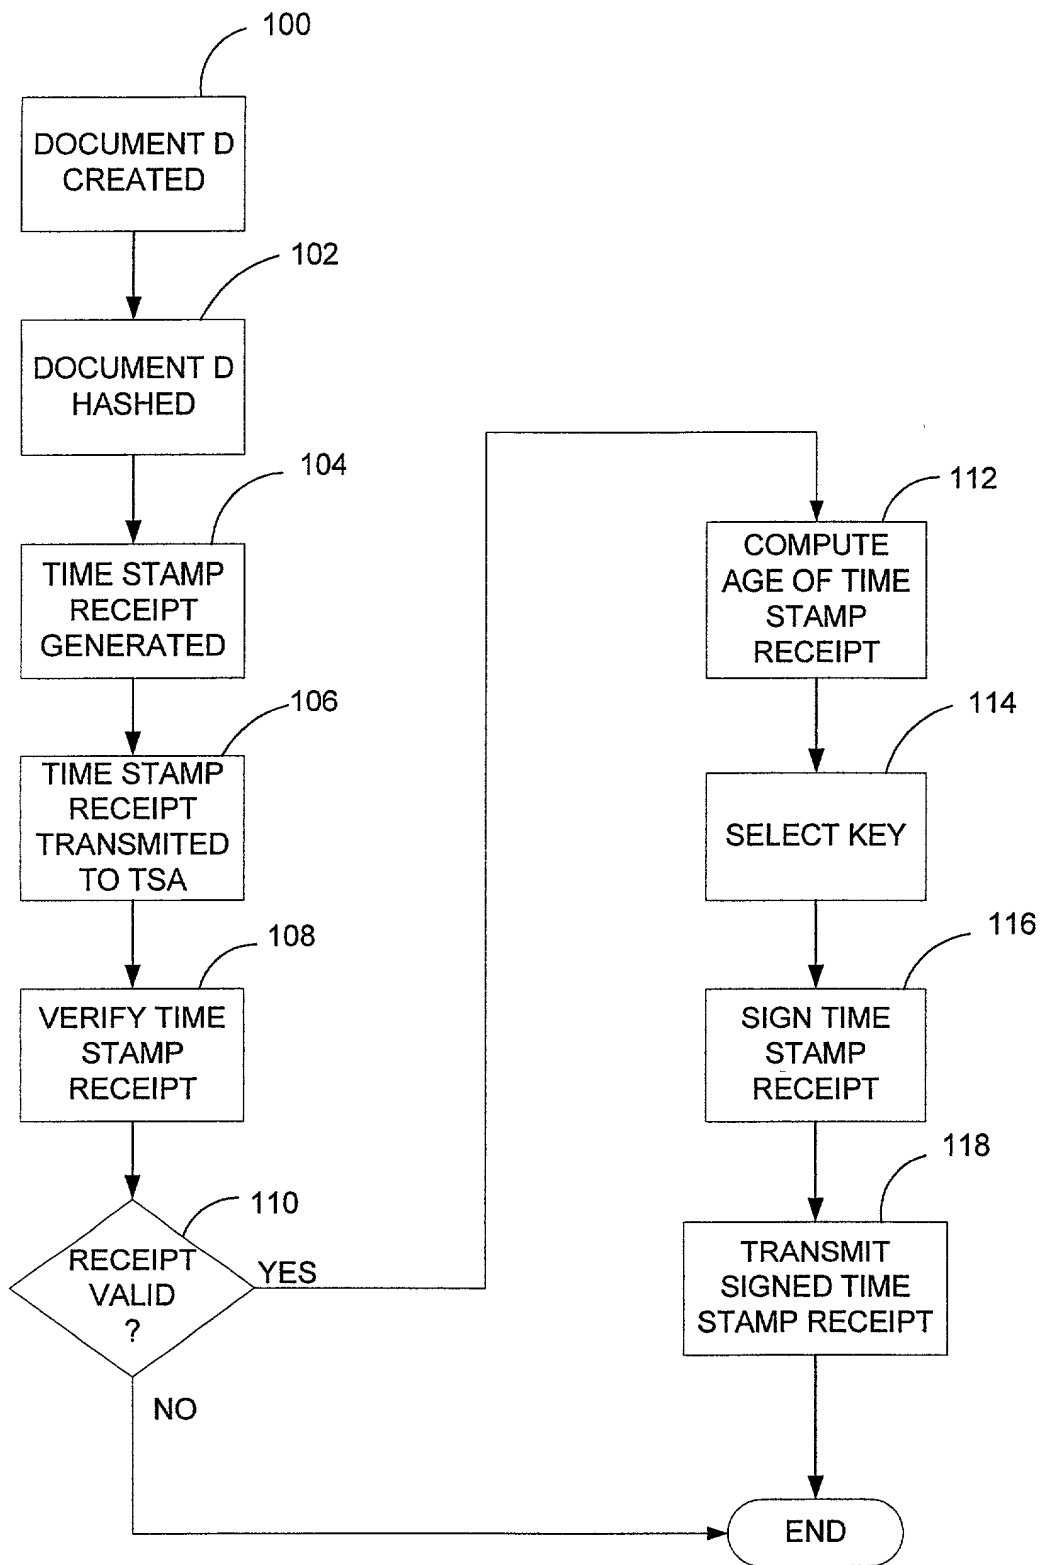 100
DOCUMENT D
CREATED
102
DOCUMENT D
HASHED
104
TIME STAMP
RECEIPT
GENERATED
106
TIME STAMP
RECEIPT
TRANSMITED
TO TSA
108
VERIFY TIME
STAMP
RECEIPT
110
RECEIPT
VALID
?
YES
NO
112
COMPUTE
AGE OF TIME
STAMP
RECEIPT
114
SELECT KEY
116
SIGN TIME
STAMP
RECEIPT
118
TRANSMIT
SIGNED TIME
STAMP RECEIPT
END